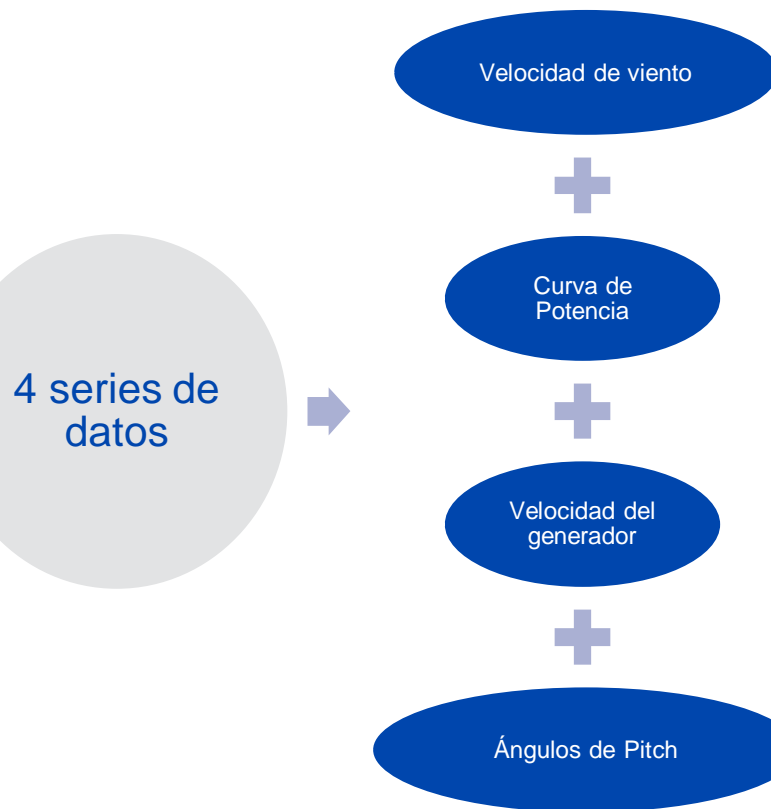 Velocidad de viento
Curva de
Potencia
4 series de
datos
Velocidad del
generador
Ángulos de Pitch